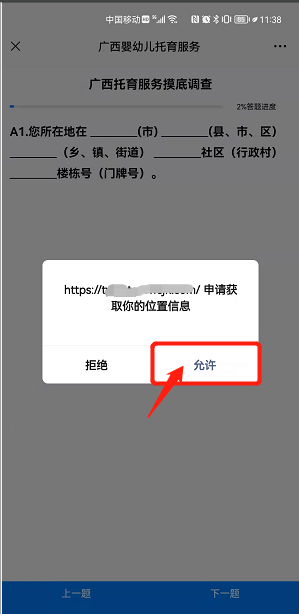 中国移动 5G 85 11:38
广西婴幼儿托育服务
广西托育服务摸底调查
2%答题进度
A1.您所在地在 ________(市) ________(县、市、区)
________（乡、镇、街道） ________社区（行政村）
________楼栋号（门牌号）。
https:// .com/ 申请获
取你的位置信息
拒绝 允许
上一题 下一题